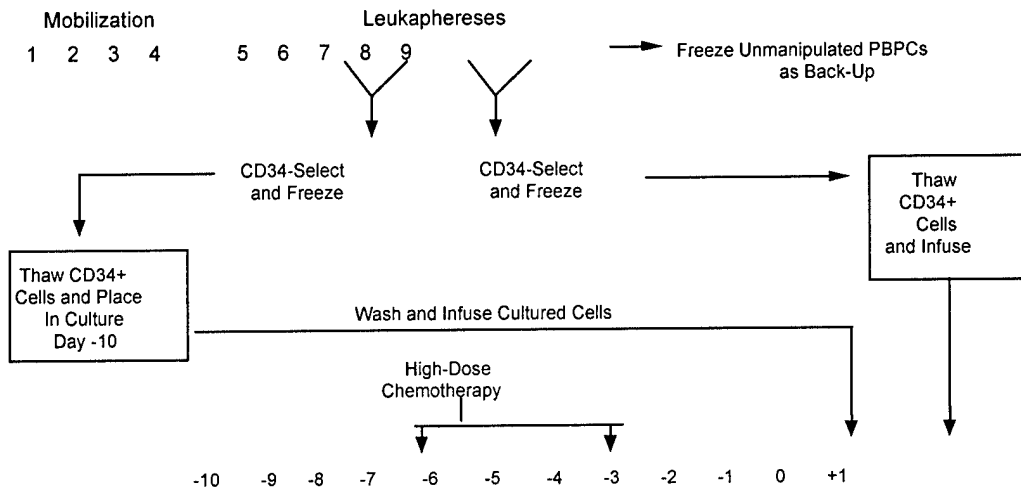 Mobilization
Leukaphereses
1 2 3 4 5 6 7 8 9
Freeze Unmanipulated PBPCs
as Back-Up
CD34-Select
and Freeze
CD34-Select
and Freeze
Thaw
CD34+
Cells
and Infuse
Thaw CD34+
Cells and Place
In Culture
Day -10
Wash and Infuse Cultured Cells
High-Dose
Chemotherapy
-10 -9 -8 -7 -6 -5 -4 -3 -2 -1 0 +1